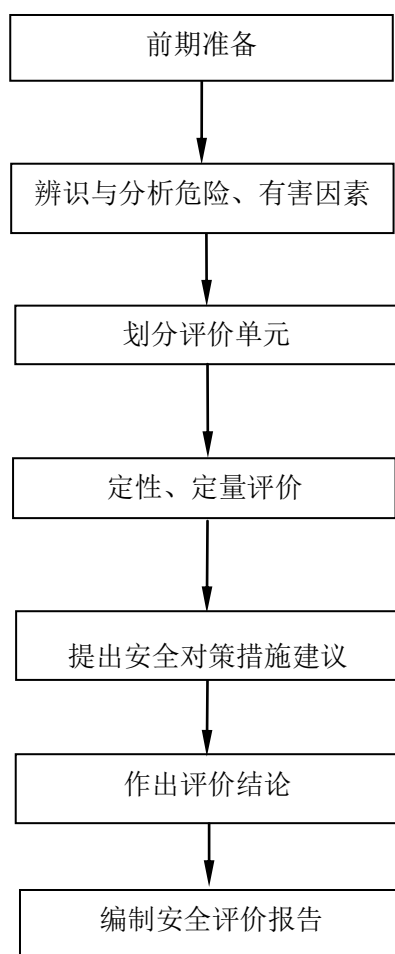 前期准备
辨识与分析危险、有害因素
划分评价单元
定性、定量评价
提出安全对策措施建议
作出评价结论
编制安全评价报告